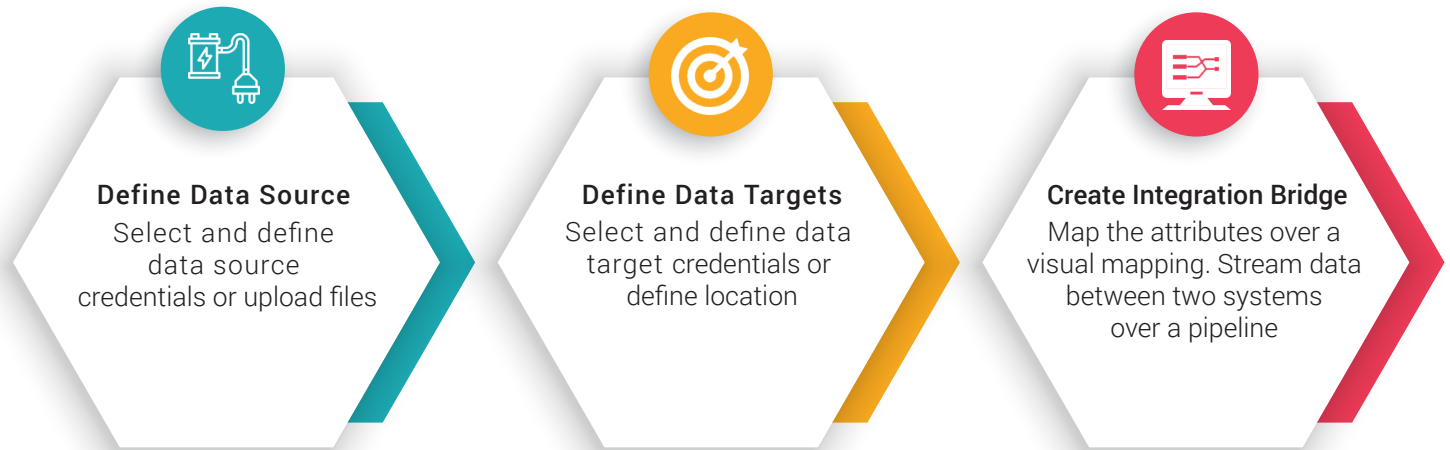 Define Data Source
Select and define
data source
credentials or upload files
Define Data Targets
Select and define data
target credentials or
define location
Create Integration Bridge
Map the attributes over a
visual mapping. Stream data
between two systems
over a pipeline